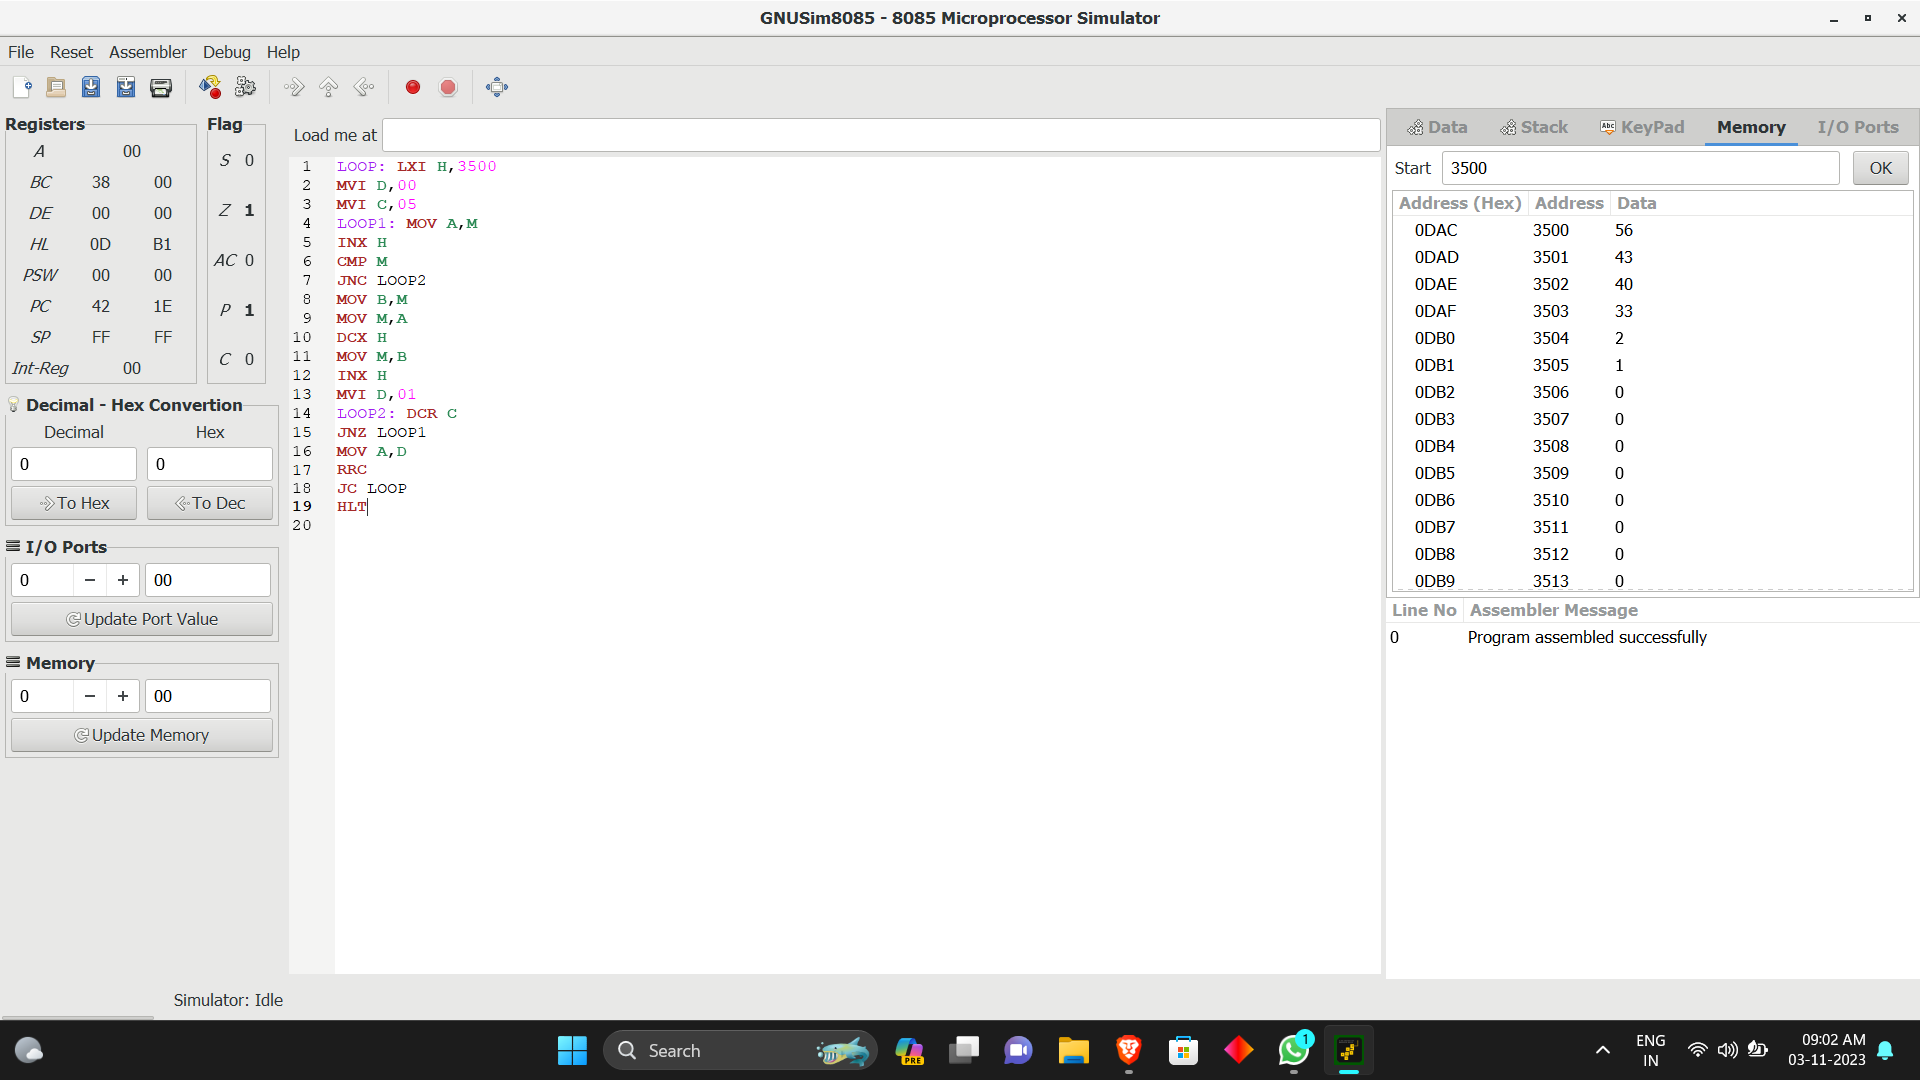 GNUSim8085 - 8085 Microprocessor Simulator
File Reset Assembler Debug Help
Registers
A 00
BC 38 00
DE 00 00
HL 0D B1
PSW 00 00
PC 42 1E
SP FF FF
Int-Reg 00
Flag
S 0
Z 1
AC 0
P 1
C 0
Decimal - Hex Convertion
Decimal Hex
0 0
To Hex To Dec
I/O Ports
0 − + 00
Update Port Value
Memory
0 − + 00
Update Memory
Load me at
1 LOOP: LXI H,3500
2 MVI D,00
3 MVI C,05
4 LOOP1: MOV A,M
5 INX H
6 CMP M
7 JNC LOOP2
8 MOV B,M
9 MOV M,A
10 DCX H
11 MOV M,B
12 INX H
13 MVI D,01
14 LOOP2: DCR C
15 JNZ LOOP1
16 MOV A,D
17 RRC
18 JC LOOP
19 HLT
20
Data Stack Abc KeyPad Memory I/O Ports
Start 3500 OK
Address (Hex) Address Data
0DAC 3500 56
0DAD 3501 43
0DAE 3502 40
0DAF 3503 33
0DB0 3504 2
0DB1 3505 1
0DB2 3506 0
0DB3 3507 0
0DB4 3508 0
0DB5 3509 0
0DB6 3510 0
0DB7 3511 0
0DB8 3512 0
0DB9 3513 0
Line No Assembler Message
0 Program assembled successfully
Simulator: Idle
Search
PRE
1
ENG
IN
09:02 AM
03-11-2023